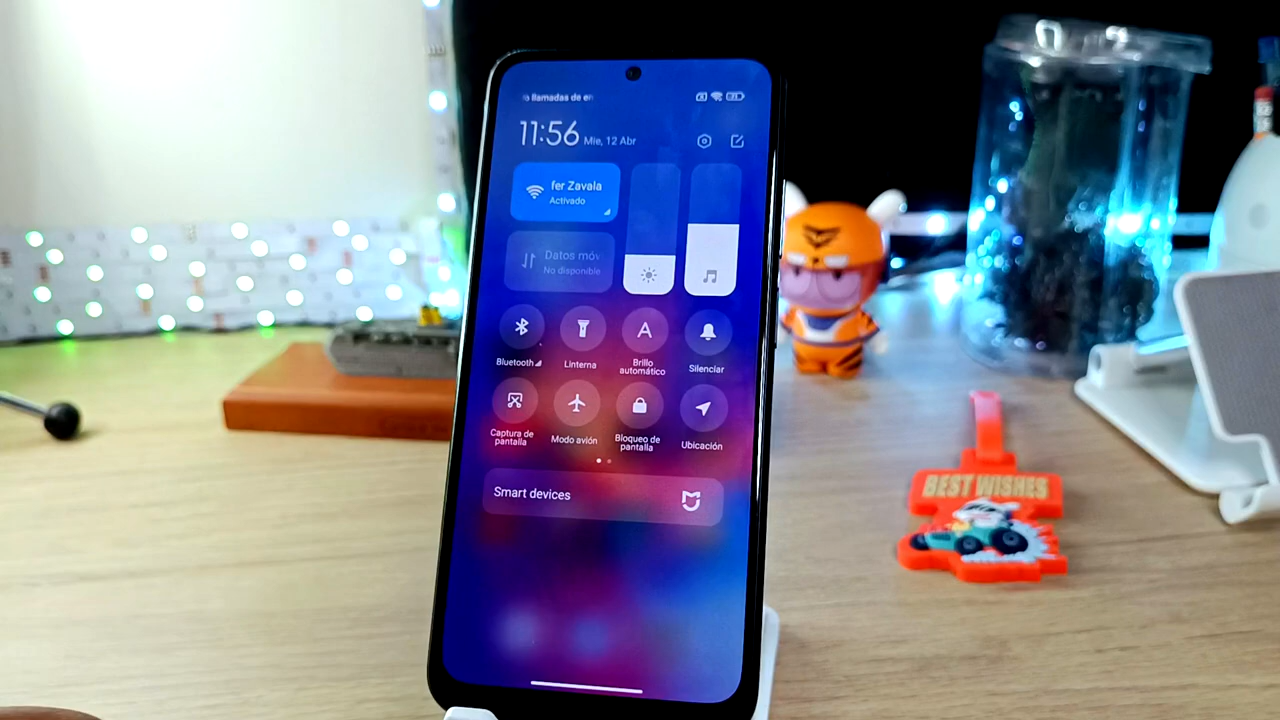 llamadas de
11:56 Mie, 12 Abr
fer Zavala
Activado
Datos móv
No disponible
Bluetooth
Linterna
Brillo
automático
Silenciar
Captura de
pantalla
Modo avión
Bloqueo de
pantalla
Ubicación
Smart devices
BEST WISHES